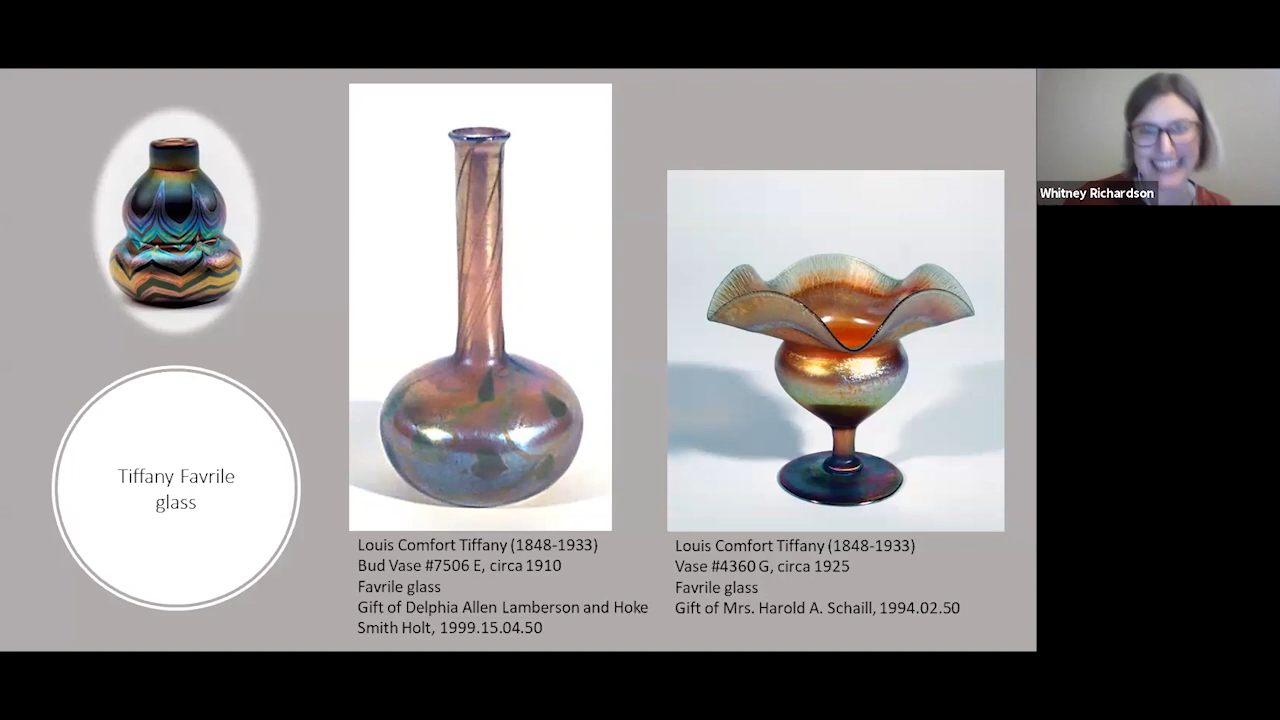 Tiffany Favrile
glass
Louis Comfort Tiffany (1848-1933)
Bud Vase #7506 E, circa 1910
Favrile glass
Gift of Delphia Allen Lamberson and Hoke
Smith Holt, 1999.15.04.50
Louis Comfort Tiffany (1848-1933)
Vase #4360 G, circa 1925
Favrile glass
Gift of Mrs. Harold A. Schaill, 1994.02.50
Whitney Richardson